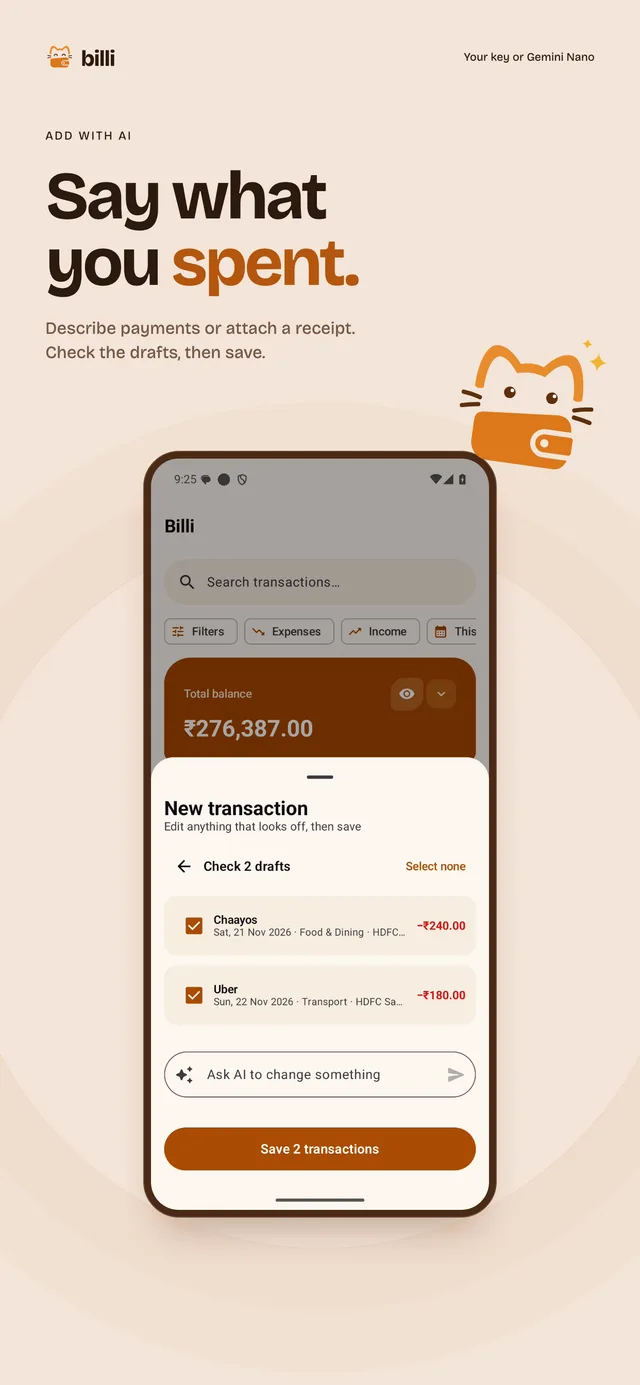 billi
Your key or Gemini Nano
ADD WITH AI
Say what
you spent.
Describe payments or attach a receipt.
Check the drafts, then save.
9:25
Billi
Search transactions…
Filters
Expenses
Income
This
Total balance
₹276,387.00
New transaction
Edit anything that looks off, then save
Check 2 drafts
Select none
Chaayos
Sat, 21 Nov 2026 · Food & Dining · HDFC…
−₹240.00
Uber
Sun, 22 Nov 2026 · Transport · HDFC Sa…
−₹180.00
Ask AI to change something
Save 2 transactions